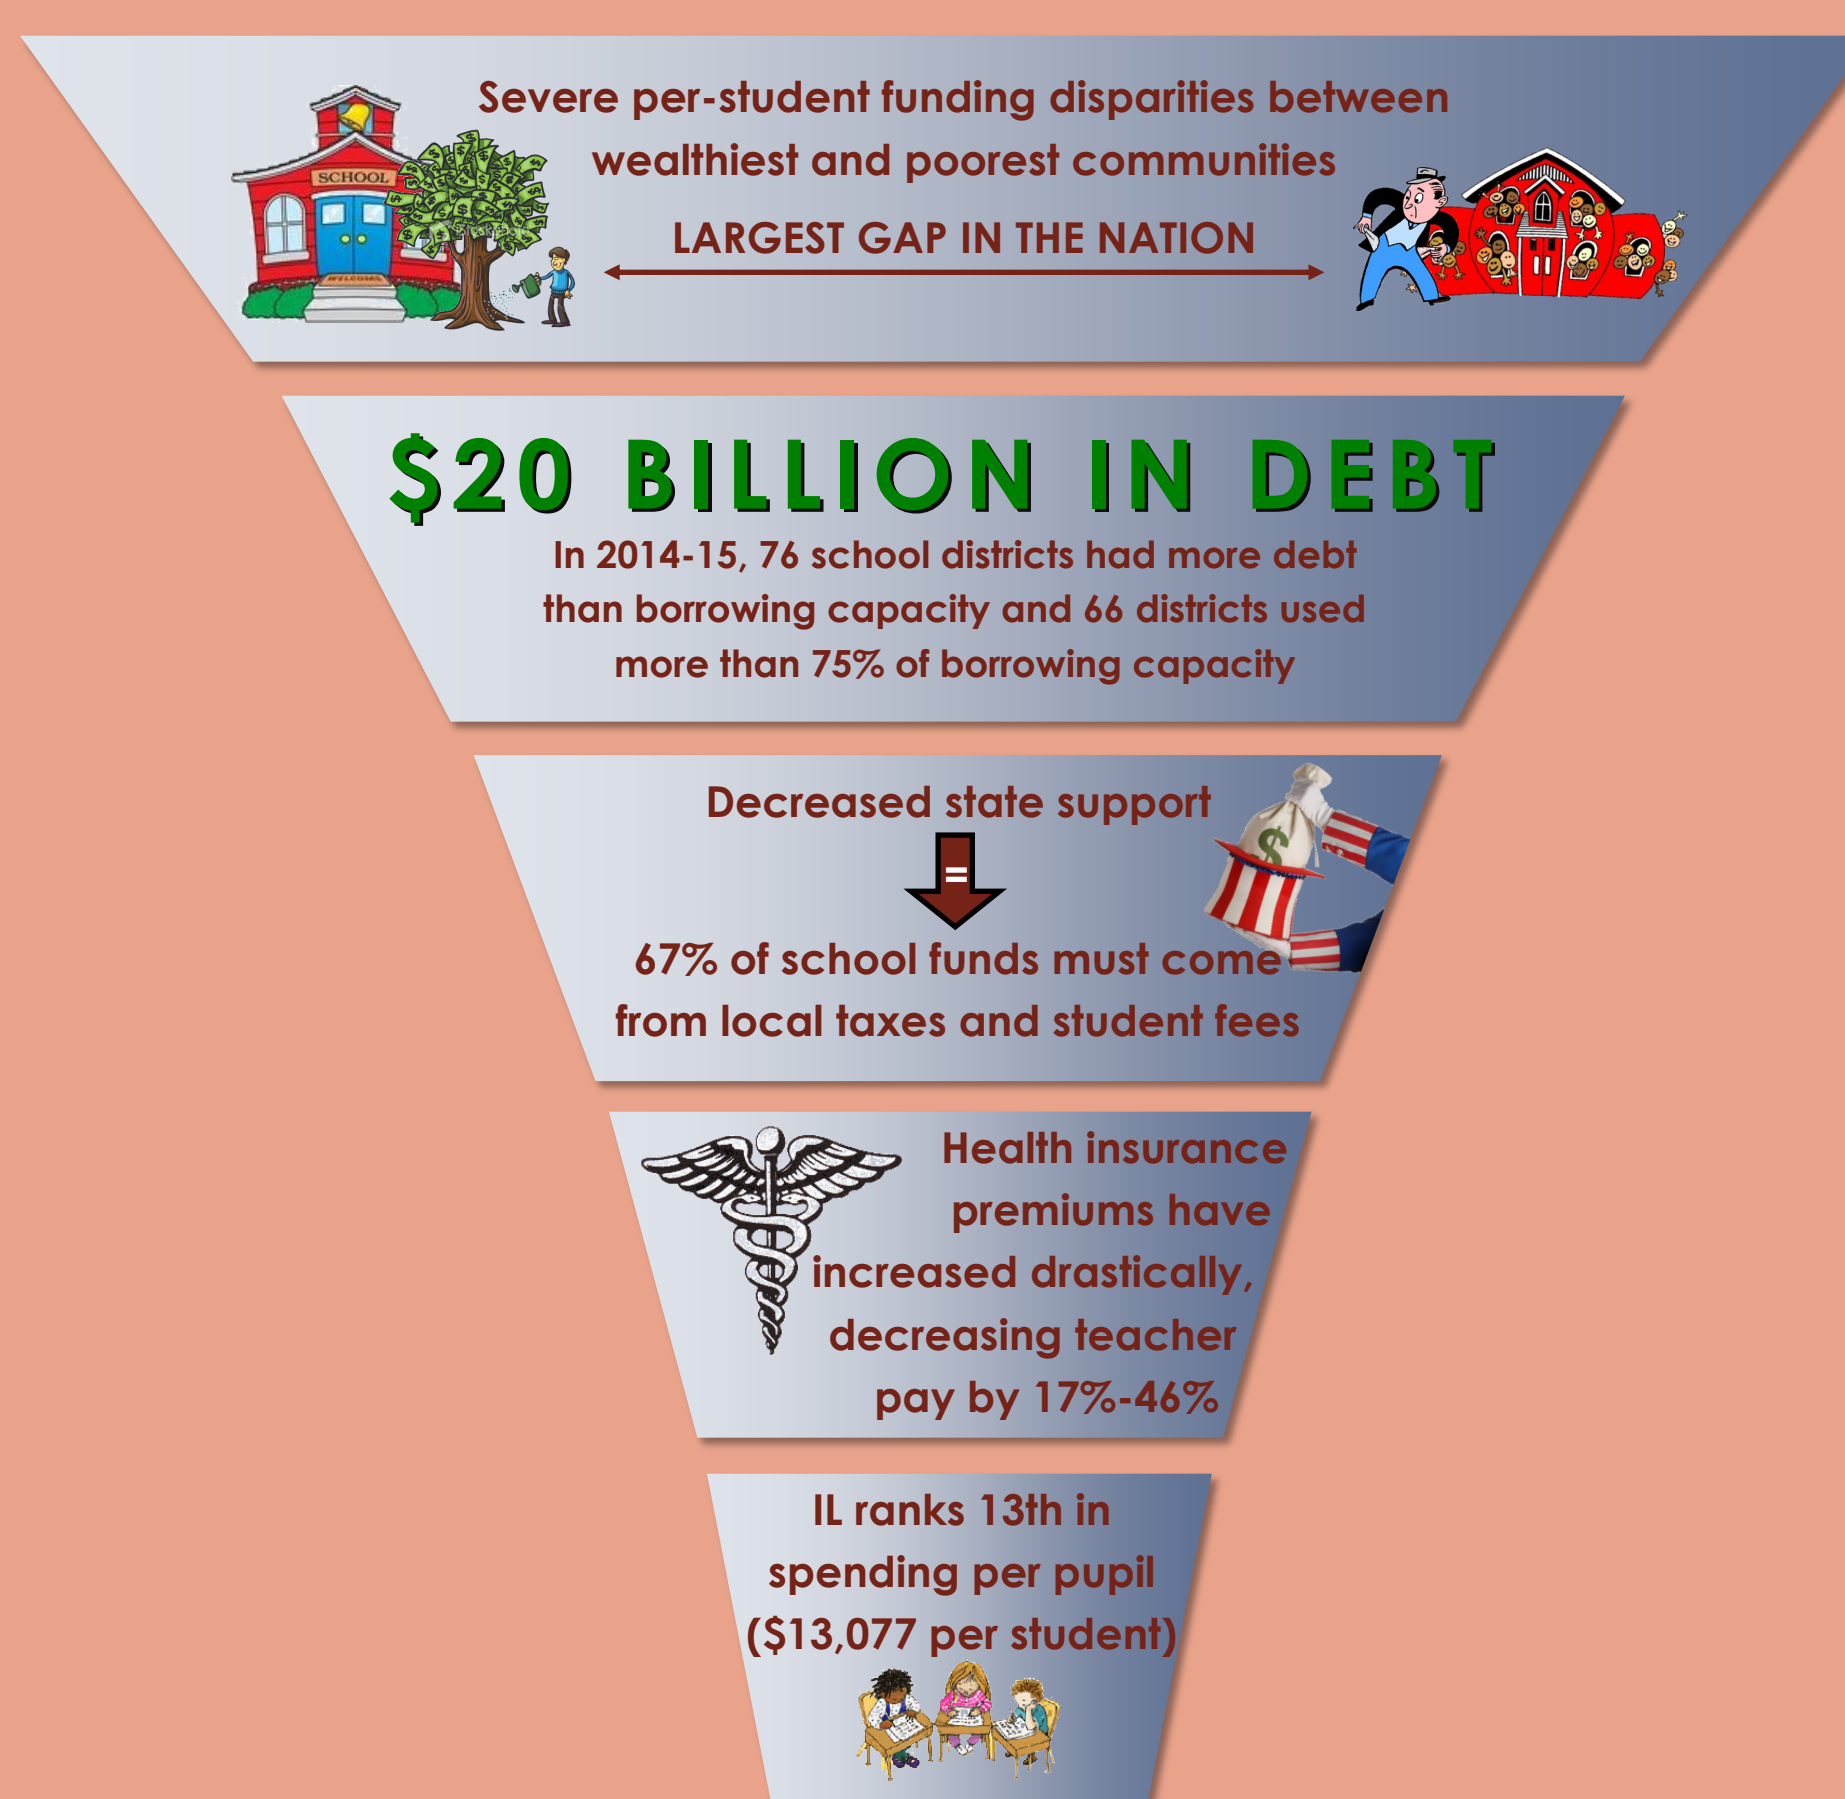 Severe per-student funding disparities between
wealthiest and poorest communities
SCHOOL
LARGEST GAP IN THE NATION
WELCOME
$20 BILLION IN DEBT
In 2014-15, 76 school districts had more debt
than borrowing capacity and 66 districts used
more than 75% of borrowing capacity
Decreased state support
$
=
67% of school funds must come
from local taxes and student fees
Health insurance
premiums have
increased drastically,
decreasing teacher
pay by 17%-46%
IL ranks 13th in
spending per pupil
($13,077 per student)